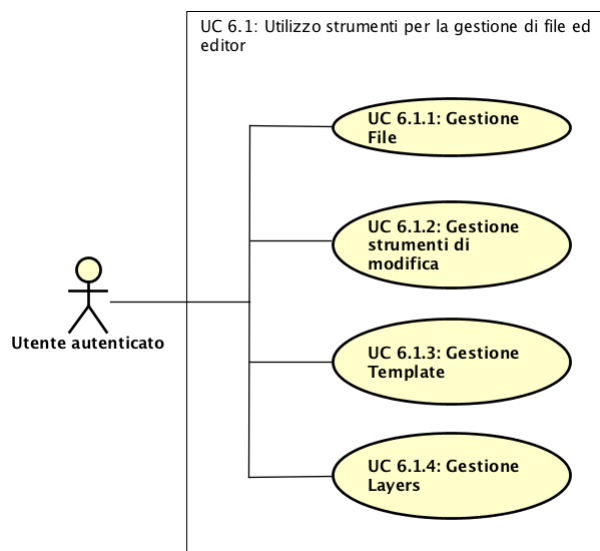 UC 6.1: Utilizzo strumenti per la gestione di file ed
editor
UC 6.1.1: Gestione
File
UC 6.1.2: Gestione
strumenti di
modifica
Utente autenticato
UC 6.1.3: Gestione
Template
UC 6.1.4: Gestione
Layers